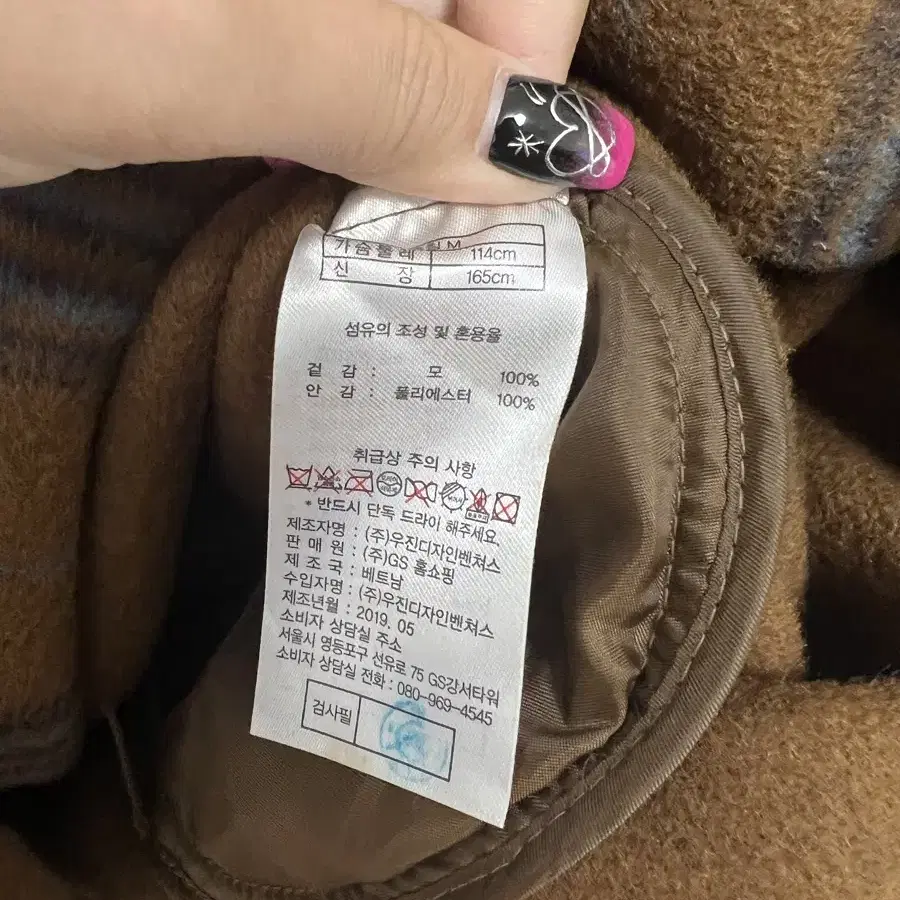 가슴둘레 114cm
신 장 165cm
섬유의 조성 및 혼용율
겉 감 : 모 100%
안 감 : 폴리에스터 100%
취급상 주의 사항
* 반드시 단독 드라이 해주세요
제조자명 : (주)우진디자인벤쳐스
판 매 원 : (주)GS 홈쇼핑
제 조 국 : 베트남
수입자명 : (주)우진디자인벤쳐스
제조년월 : 2019. 05
소비자 상담실 주소
서울시 영등포구 선유로 75 GS강서타워
소비자 상담실 전화 : 080-969-4545
검사필